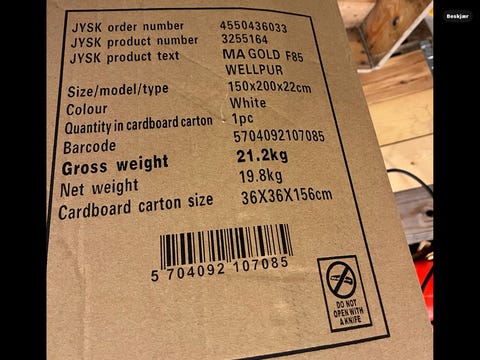 Beskjær
JYSK order number 4550436033
JYSK product number 3255164
JYSK product text MA GOLD F85
WELLPUR
Size/model/type 150x200x22cm
Colour White
Quantity in cardboard carton 1pc
Barcode 5704092107085
Gross weight 21.2kg
Net weight 19.8kg
Cardboard carton size 36X36X156cm
5 704092 107085
DO NOT
OPEN WITH
A KNIFE